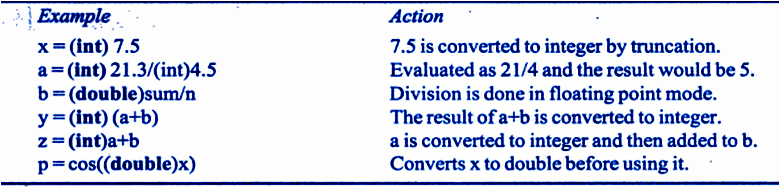 Example Action
x = (int) 7.5 7.5 is converted to integer by truncation.
a = (int) 21.3/(int)4.5 Evaluated as 21/4 and the result would be 5.
b = (double)sum/n Division is done in floating point mode.
y = (int) (a+b) The result of a+b is converted to integer.
z = (int)a+b a is converted to integer and then added to b.
p = cos((double)x) Converts x to double before using it.